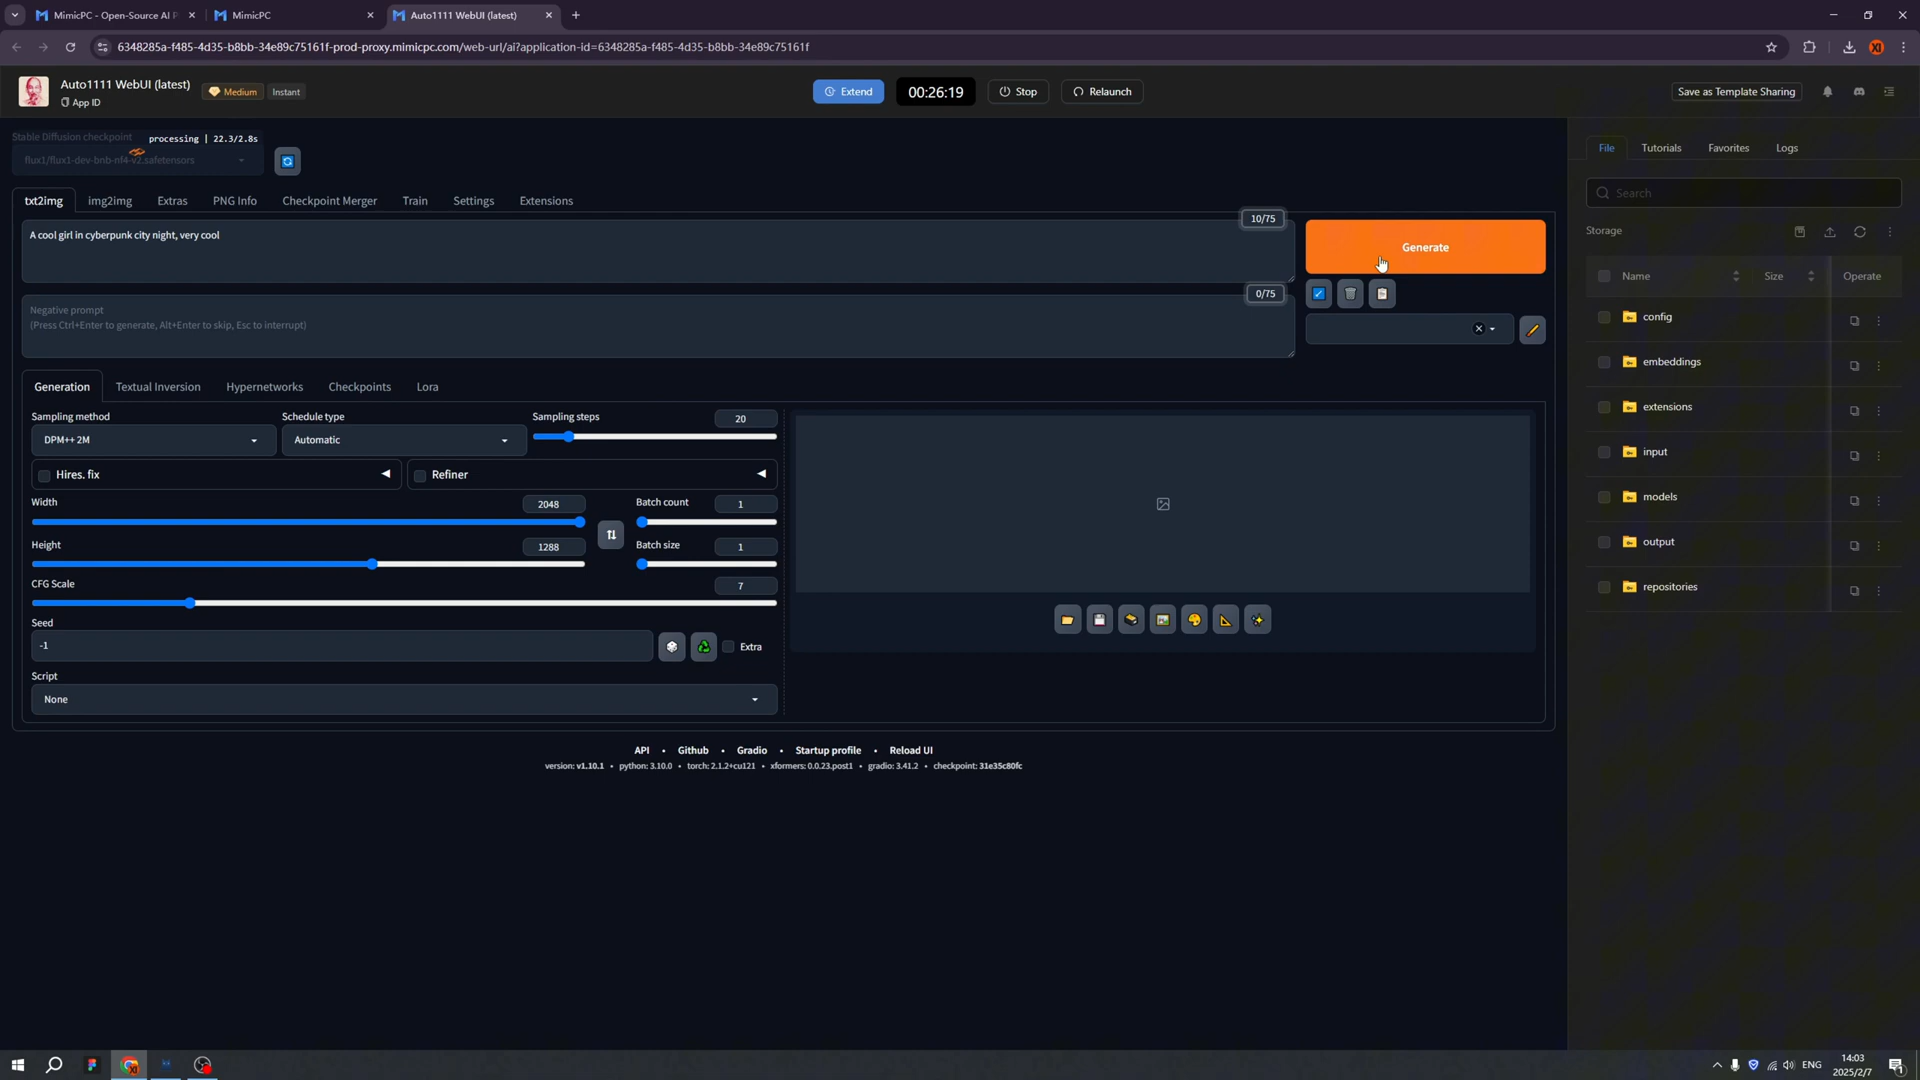 MimicPC - Open-Source AI P
MimicPC
Auto1111 WebUI (latest)
6348285a-f485-4d35-b8bb-34e89c75161f-prod-proxy.mimicpc.com/web-url/ai?application-id=6348285a-f485-4d35-b8bb-34e89c75161f
XI
Auto1111 WebUI (latest)
Medium
Instant
App ID
Extend
00:26:19
Stop
Relaunch
Save as Template Sharing
Stable Diffusion checkpoint
processing | 22.3/2.8s
flux1/flux1-dev-bnb-nf4-v2.safetensors
txt2img
img2img
Extras
PNG Info
Checkpoint Merger
Train
Settings
Extensions
10/75
A cool girl in cyberpunk city night, very cool
Generate
0/75
Negative prompt
(Press Ctrl+Enter to generate, Alt+Enter to skip, Esc to interrupt)
Generation
Textual Inversion
Hypernetworks
Checkpoints
Lora
Sampling method
Schedule type
Sampling steps
20
DPM++ 2M
Automatic
Hires. fix
Refiner
Width
2048
Batch count
1
Height
1288
Batch size
1
CFG Scale
7
Seed
-1
Extra
Script
None
API • Github • Gradio • Startup profile • Reload UI
version: v1.10.1 • python: 3.10.0 • torch: 2.1.2+cu121 • xformers: 0.0.23.post1 • gradio: 3.41.2 • checkpoint: 31e35c80fc
File
Tutorials
Favorites
Logs
Search
Storage
Name
Size
Operate
config
embeddings
extensions
input
models
output
repositories
ENG
14:03
2025/2/7